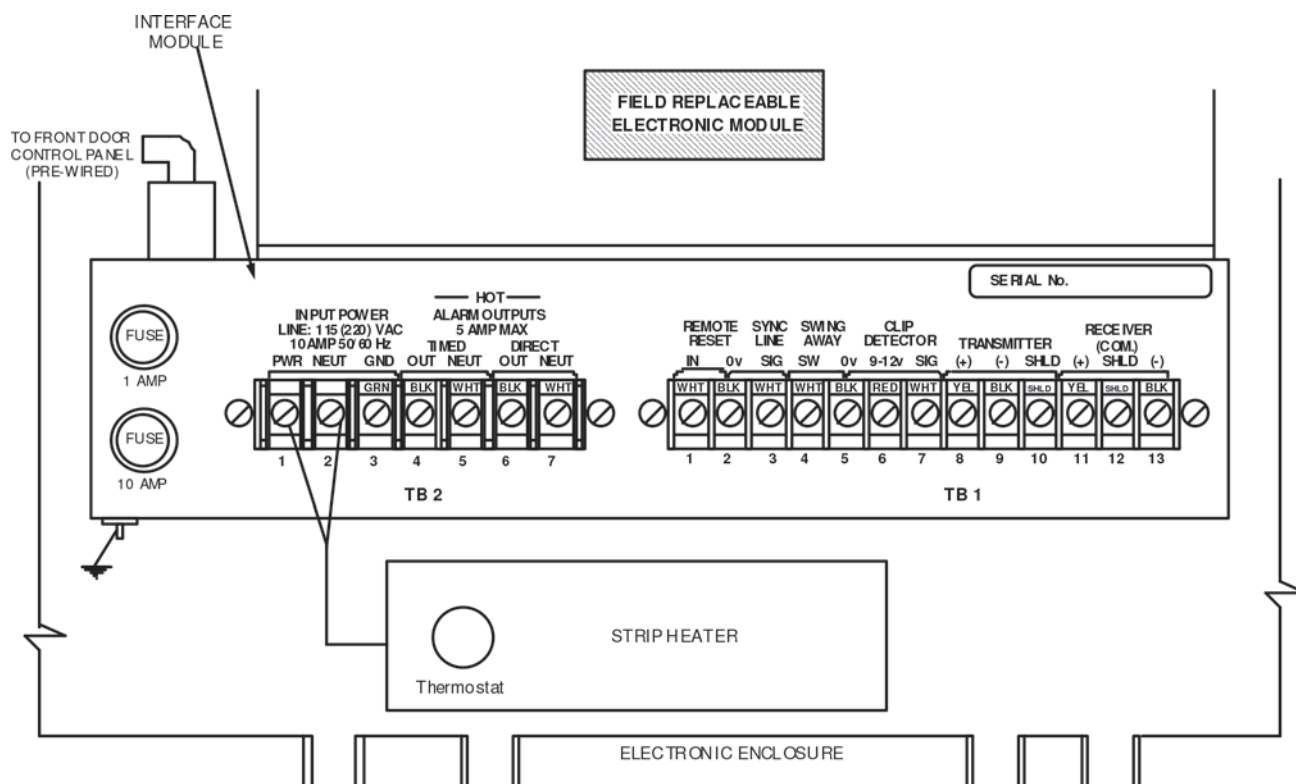 INTERFACE
MODULE
FIELD REPLACEABLE
ELECTRONIC MODULE
TO FRONT DOOR
CONTROL PANEL
(PRE-WIRED)
SERIAL No.
FUSE
1 AMP
FUSE
10 AMP
INPUT POWER
LINE: 115 (220) VAC
10 AMP 50/60 Hz
PWR NEUT GND
HOT
ALARM OUTPUTS
5 AMP MAX
TIMED DIRECT
OUT NEUT OUT NEUT
GRN BLK WHT BLK WHT
1 2 3 4 5 6 7
TB 2
REMOTE
RESET
SYNC
LINE
SWING
AWAY
CLIP
DETECTOR
TRANSMITTER
RECEIVER
(COM.)
IN 0v SIG SW 0v 9-12v SIG (+) (-) SHLD (+) SHLD (-)
WHT BLK WHT WHT BLK RED WHT YEL BLK SHLD YEL SHLD BLK
1 2 3 4 5 6 7 8 9 10 11 12 13
TB 1
STRIP HEATER
Thermostat
ELECTRONIC ENCLOSURE